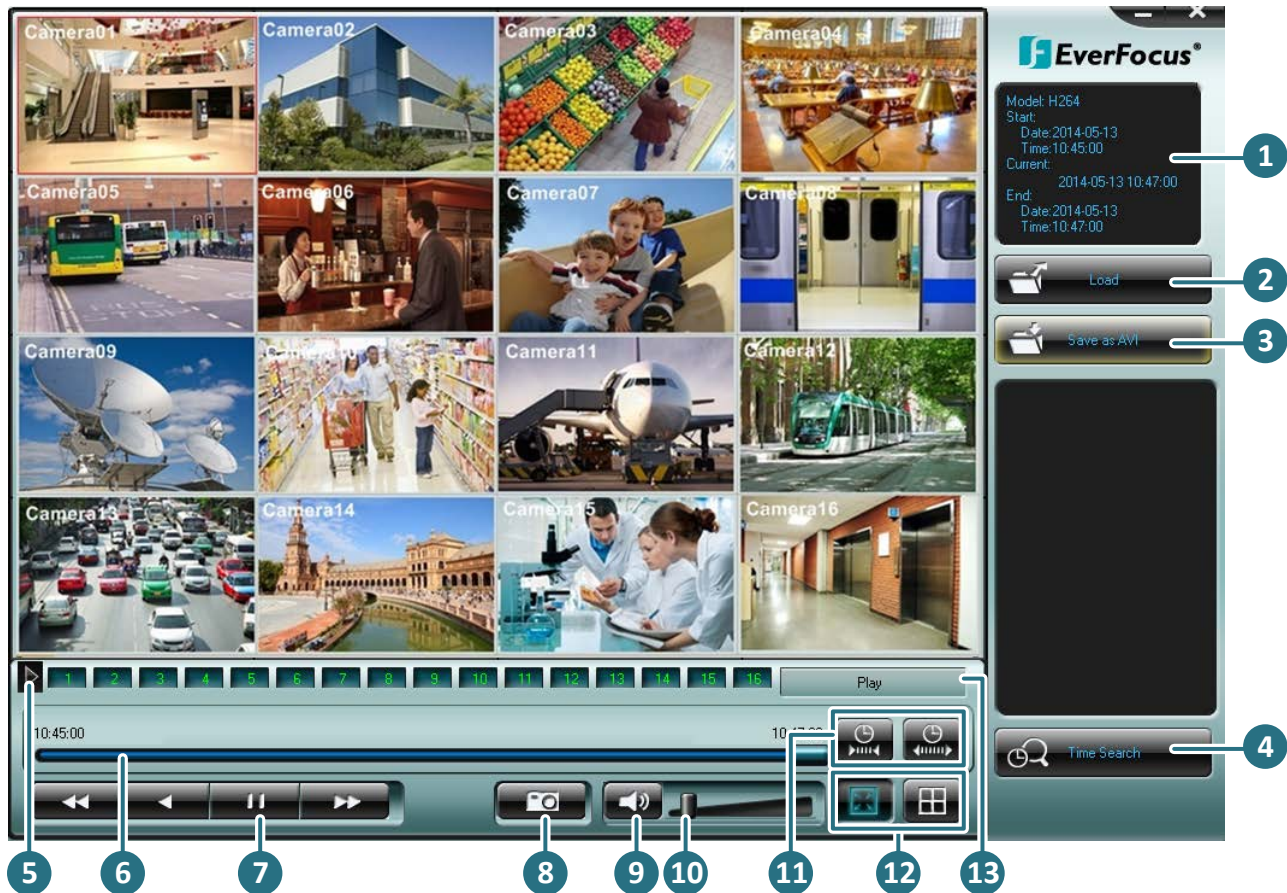 Camera01
Camera02
Camera03
Camera04
Camera05
Camera06
Camera07
Camera08
Camera09
Camera10
Camera11
Camera12
Camera13
Camera14
Camera15
Camera16
EverFocus®
Model: H264
Start:
Date:2014-05-13
Time:10:45:00
Current:
2014-05-13 10:47:00
End:
Date:2014-05-13
Time:10:47:00
1
Load
2
Save as AVI
3
Time Search
4
1 2 3 4 5 6 7 8 9 10 11 12 13 14 15 16
Play
10:45:00
10:47:00
11
5
6
7
8
9
10
12
13